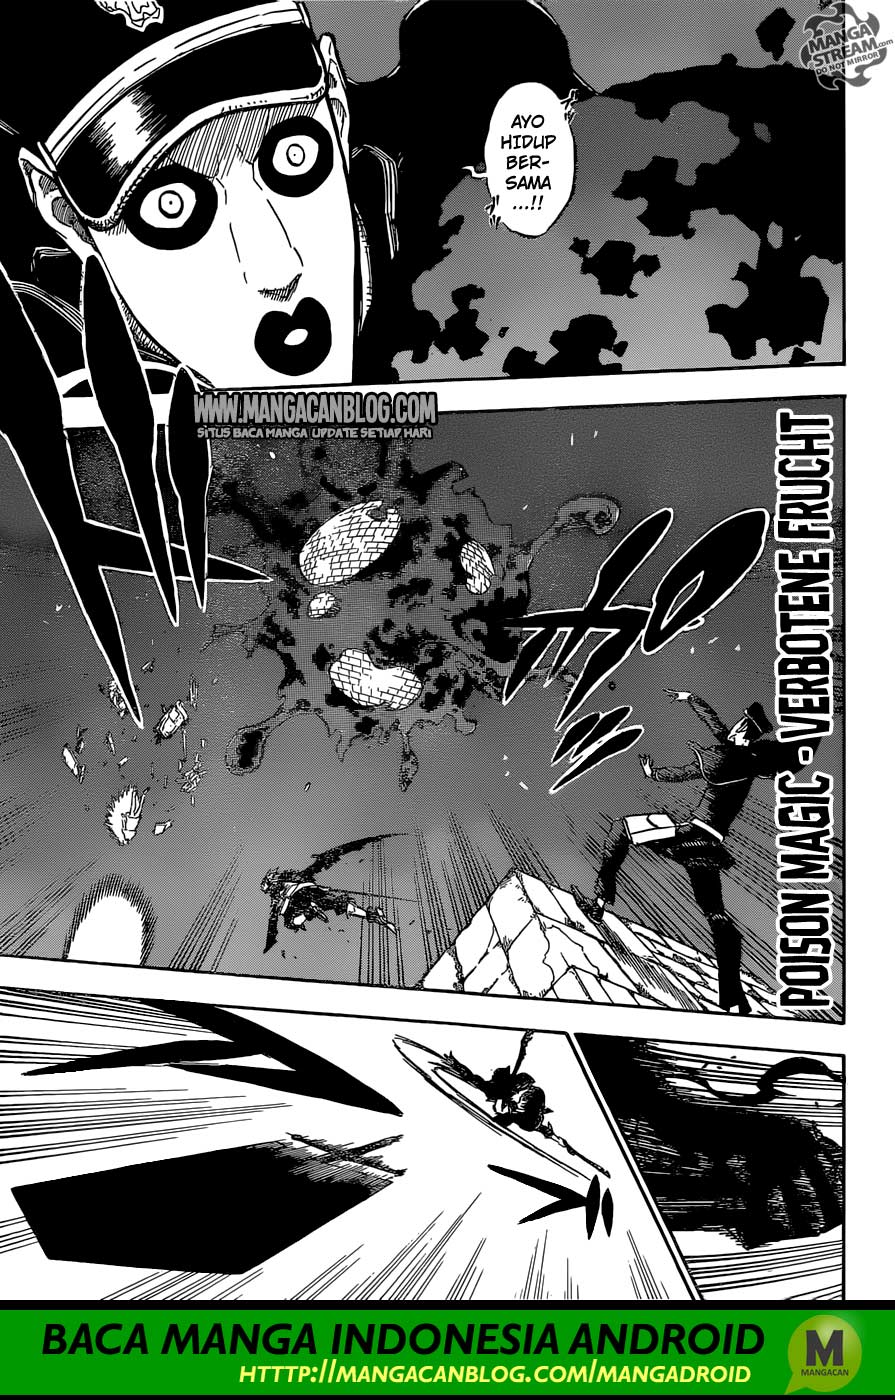 MANGA
STREAM.com
DO NOT MIRROR
AYO
HIDUP
BER-
SAMA
...!!
WWW.MANGACANBLOG.COM
SITUS BACA MANGA UPDATE SETIAP HARI
POISON MAGIC - VERBOTENE FRUCHT
BACA MANGA INDONESIA ANDROID
HTTTP://MANGACANBLOG.COM/MANGADROID
M
MANGACAN